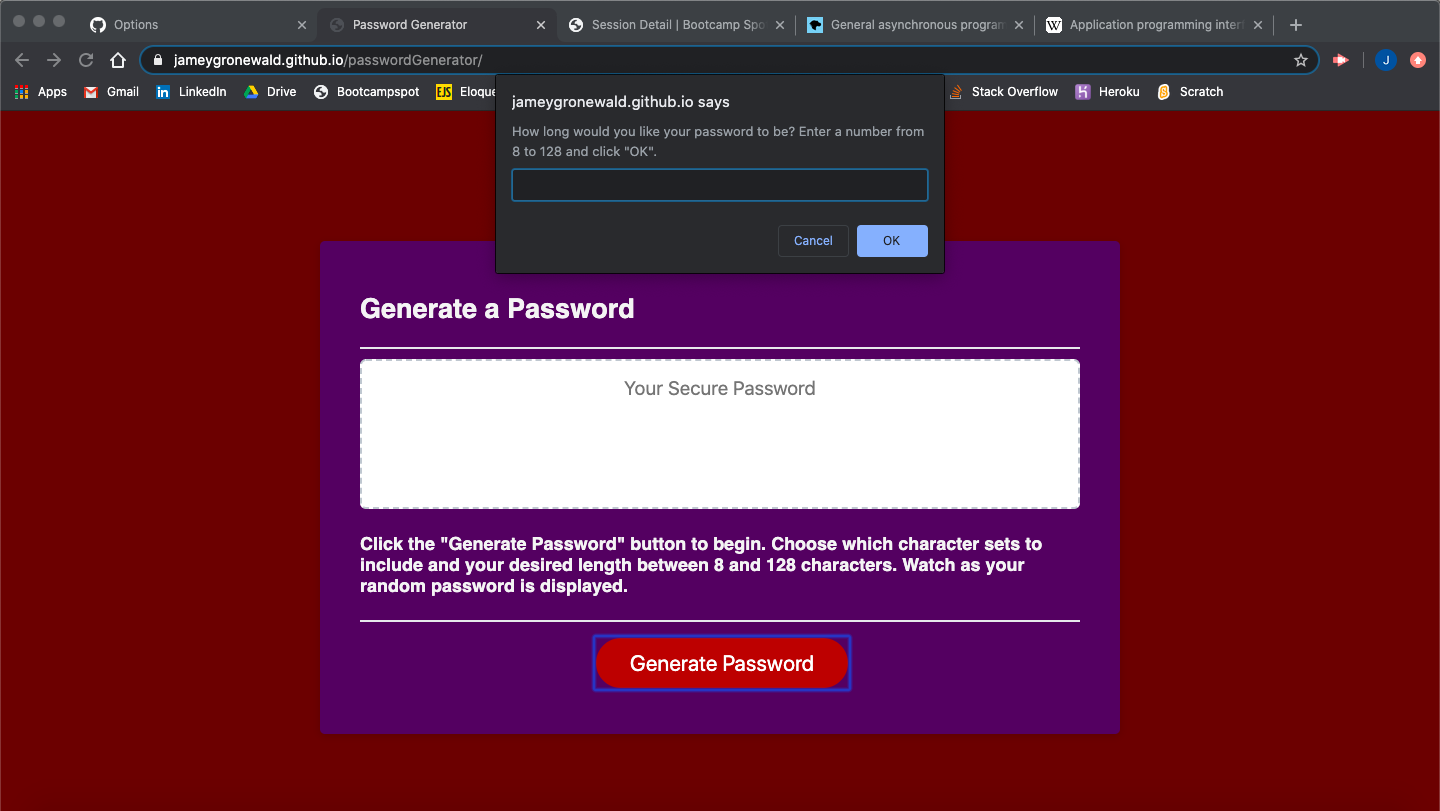 Options
Password Generator
Session Detail | Bootcamp Spo
General asynchronous program
Application programming interf
jameygronewald.github.io/passwordGenerator/
J
Apps
Gmail
LinkedIn
Drive
Bootcampspot
EJS
Eloque
Stack Overflow
Heroku
Scratch
jameygronewald.github.io says
How long would you like your password to be? Enter a number from
8 to 128 and click "OK".
Cancel
OK
Generate a Password
Your Secure Password
Click the "Generate Password" button to begin. Choose which character sets to
include and your desired length between 8 and 128 characters. Watch as your
random password is displayed.
Generate Password